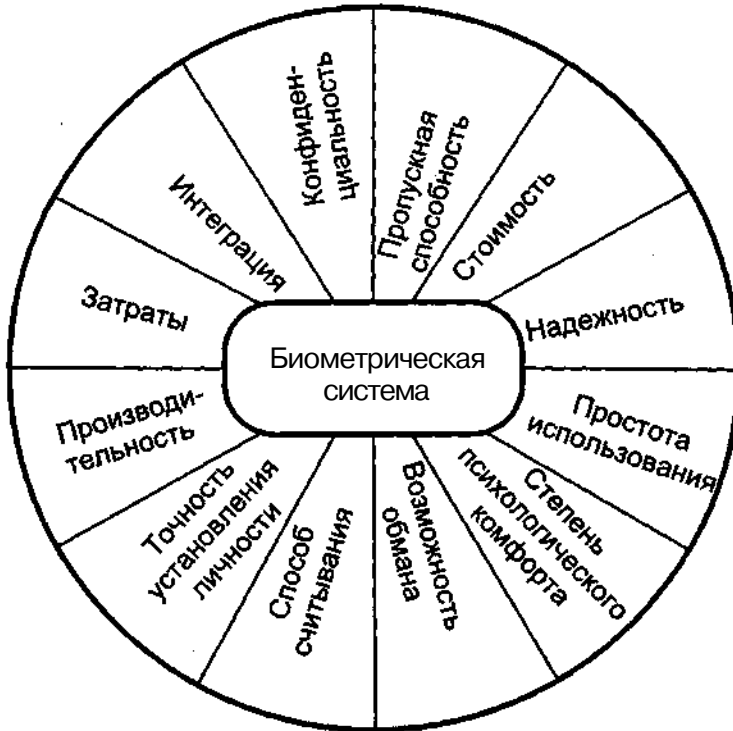 Конфиден-
циальность
Пропускная
способность
Стоимость
Надежность
Простота
использования
Степень
психологического
комфорта
Возможность
обмана
Способ
считывания
Точность
установления
личности
Производи-
тельность
Затраты
Интеграция
Биометрическая
система